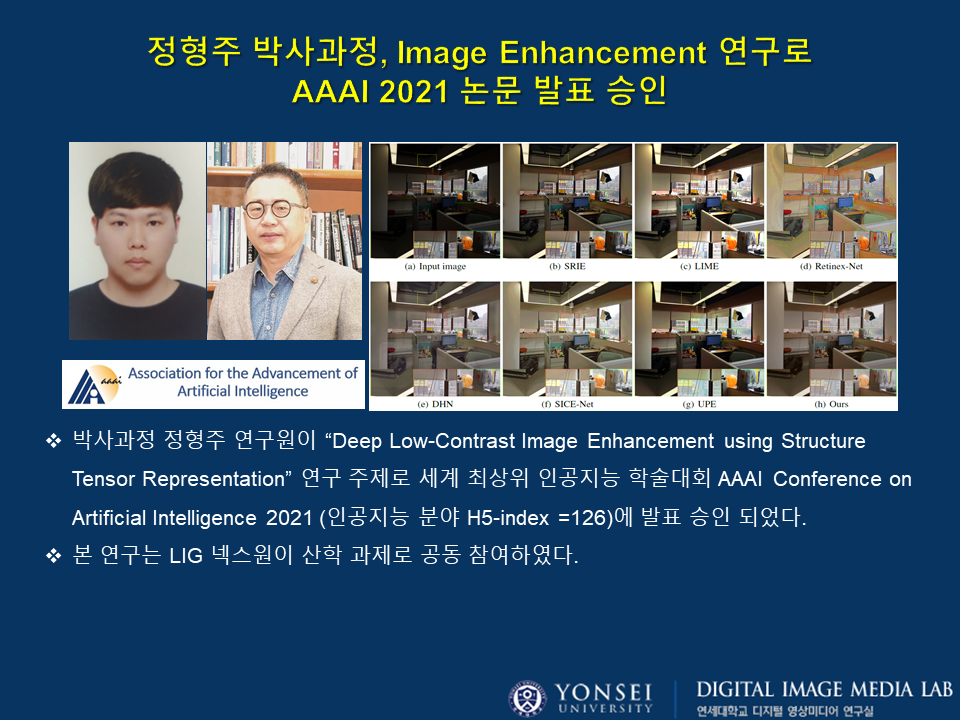 정형주 박사과정, Image Enhancement 연구로
AAAI 2021 논문 발표 승인
(a) Input image
(b) SRIE
(c) LIME
(d) Retinex-Net
(e) DHN
(f) SICE-Net
(g) UPE
(h) Ours
aaai
Association for the Advancement of
Artificial Intelligence
❖ 박사과정 정형주 연구원이 “Deep Low-Contrast Image Enhancement using Structure
Tensor Representation” 연구 주제로 세계 최상위 인공지능 학술대회 AAAI Conference on
Artificial Intelligence 2021 (인공지능 분야 H5-index =126)에 발표 승인 되었다.
❖ 본 연구는 LIG 넥스원이 산학 과제로 공동 참여하였다.
YONSEI
UNIVERSITY
DIGITAL IMAGE MEDIA LAB
연세대학교 디지털 영상미디어 연구실